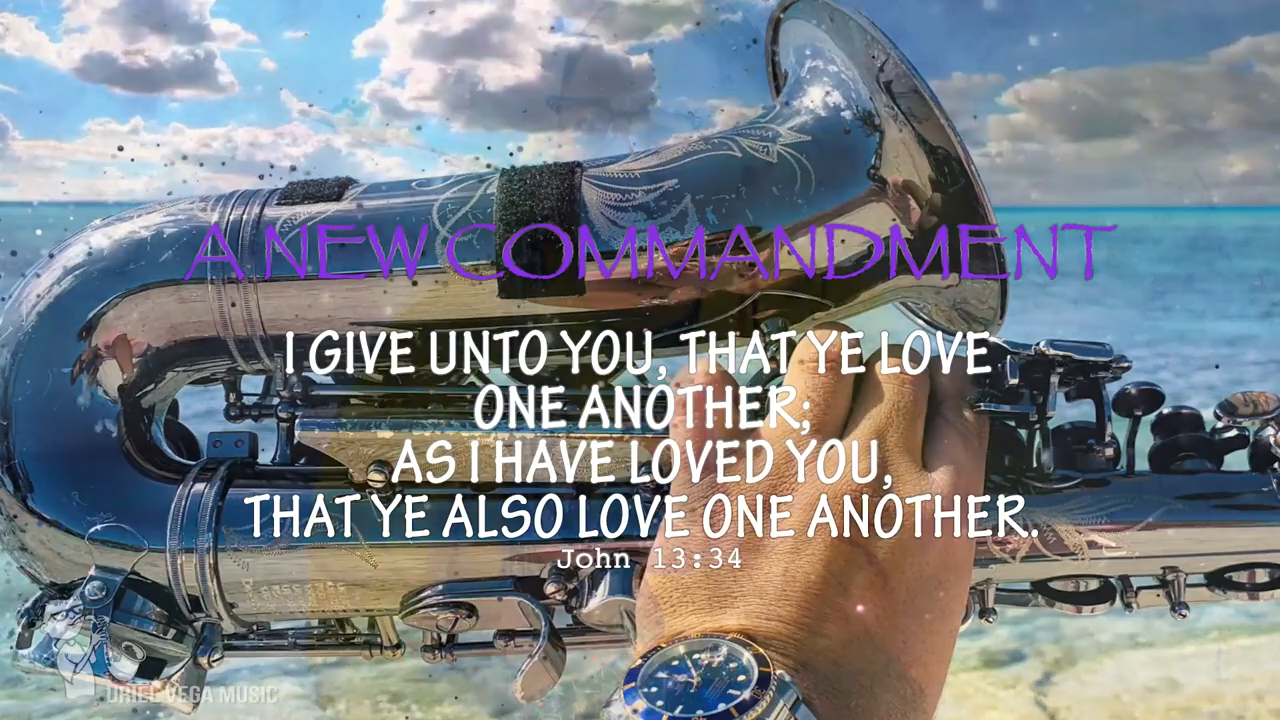 A NEW COMMANDMENT
I GIVE UNTO YOU, THAT YE LOVE
ONE ANOTHER;
AS I HAVE LOVED YOU,
THAT YE ALSO LOVE ONE ANOTHER.
John 13:34
URIEL VEGA MUSIC